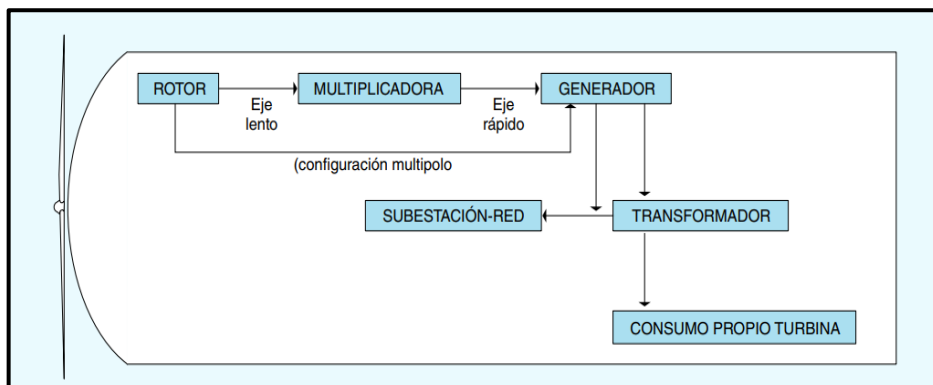 ROTOR
MULTIPLICADORA
GENERADOR
Eje
lento
Eje
rápido
(configuración multipolo
SUBESTACIÓN-RED
TRANSFORMADOR
CONSUMO PROPIO TURBINA